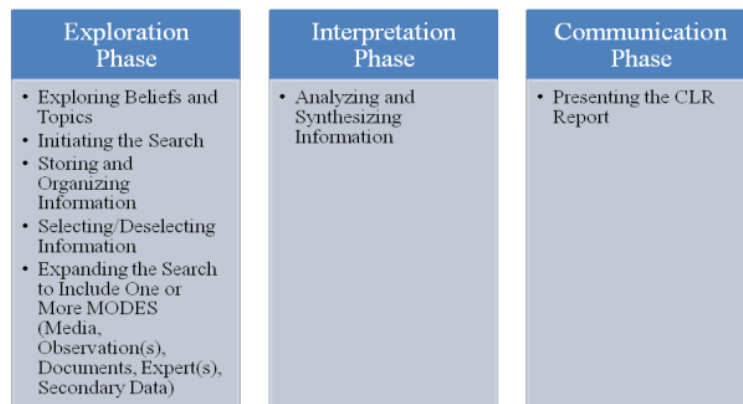 Exploration
Phase
• Exploring Beliefs and
Topics
• Initiating the Search
• Storing and
Organizing
Information
• Selecting/Deselecting
Information
• Expanding the Search
to Include One or
More MODES
(Media,
Observation(s),
Documents, Expert(s),
Secondary Data)
Interpretation
Phase
• Analyzing and
Synthesizing
Information
Communication
Phase
• Presenting the CLR
Report